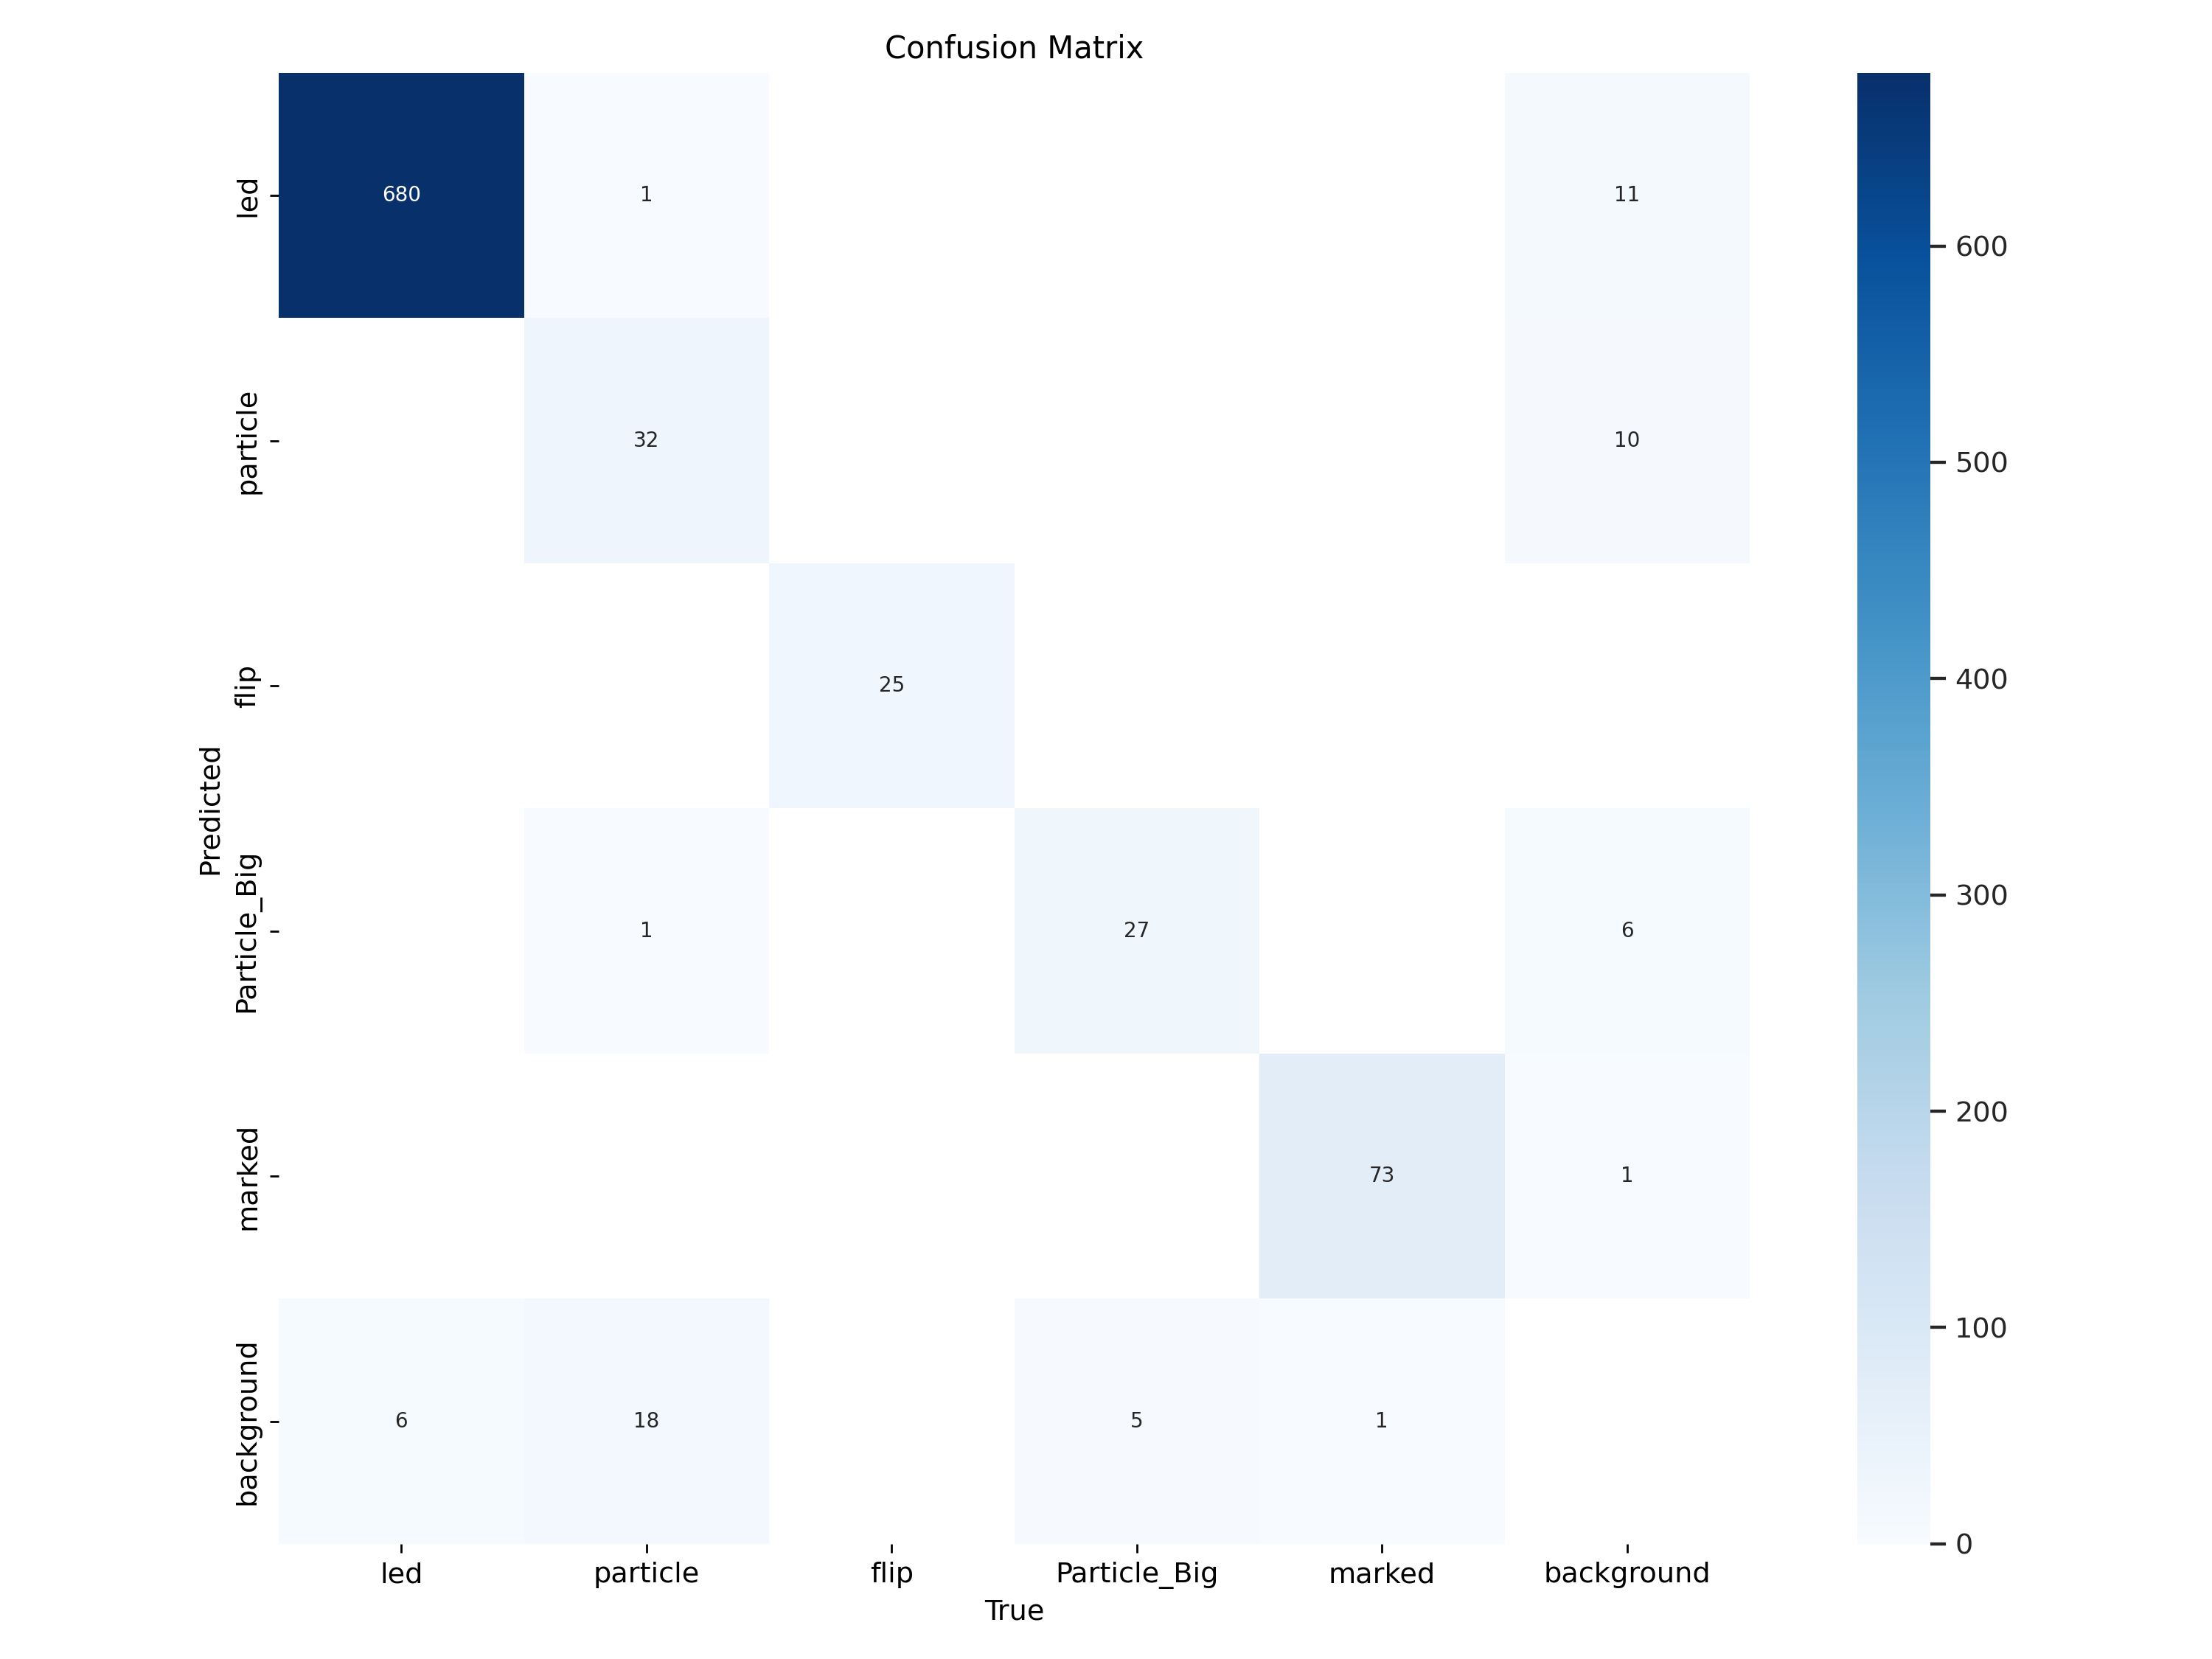 Confusion Matrix
led
680
1
11
600
particle
32
10
500
flip
25
400
Predicted
Particle_Big
1
27
6
300
marked
73
1
200
background
6
18
5
1
100
0
led particle flip Particle_Big marked background
True